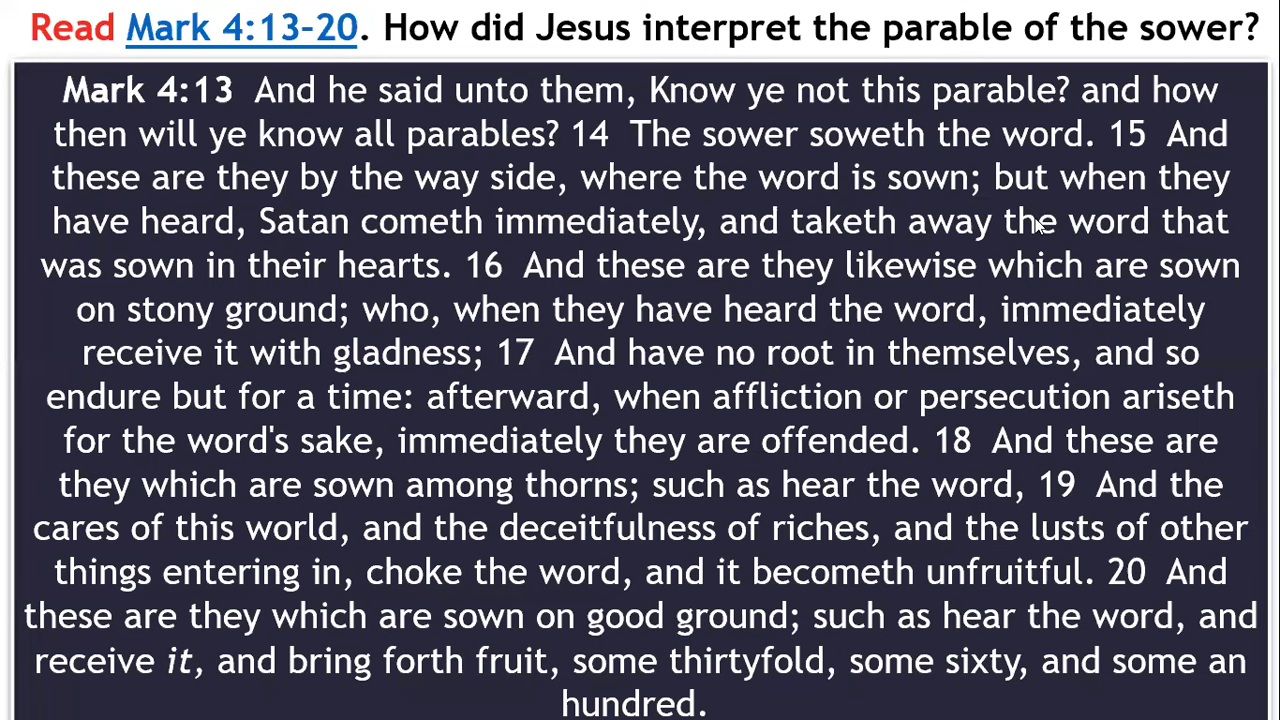 Read Mark 4:13-20. How did Jesus interpret the parable of the sower?
Mark 4:13 And he said unto them, Know ye not this parable? and how
then will ye know all parables? 14 The sower soweth the word. 15 And
these are they by the way side, where the word is sown; but when they
have heard, Satan cometh immediately, and taketh away the word that
was sown in their hearts. 16 And these are they likewise which are sown
on stony ground; who, when they have heard the word, immediately
receive it with gladness; 17 And have no root in themselves, and so
endure but for a time: afterward, when affliction or persecution ariseth
for the word's sake, immediately they are offended. 18 And these are
they which are sown among thorns; such as hear the word, 19 And the
cares of this world, and the deceitfulness of riches, and the lusts of other
things entering in, choke the word, and it becometh unfruitful. 20 And
these are they which are sown on good ground; such as hear the word, and
receive it, and bring forth fruit, some thirtyfold, some sixty, and some an
hundred.